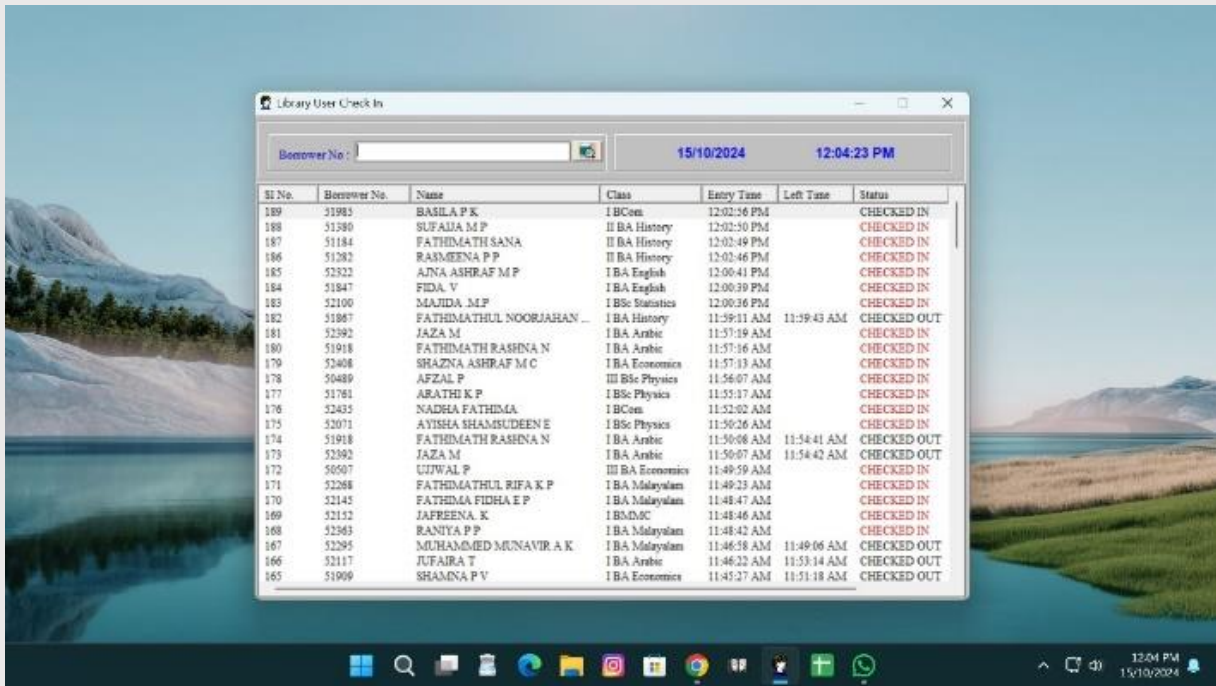 Library User Check In
Borrower No :
15/10/2024 12:04:23 PM
Sl No. Borrower No. Name Class Entry Time Left Time Status
189 51985 BASILA P K I BCom 12:02:56 PM CHECKED IN
188 51380 SUFAIJA M P II BA History 12:02:50 PM CHECKED IN
187 51184 FATHIMATH SANA II BA History 12:02:49 PM CHECKED IN
186 51282 RASMEENA P P II BA History 12:02:46 PM CHECKED IN
185 52322 AJNA ASHRAF M P I BA English 12:00:41 PM CHECKED IN
184 51847 FIDA. V I BA English 12:00:39 PM CHECKED IN
183 52100 MAJIDA .M.P I BSc Statistics 12:00:36 PM CHECKED IN
182 51867 FATHIMATHUL NOORJAHAN ... I BA History 11:59:11 AM 11:59:43 AM CHECKED OUT
181 52392 JAZA M I BA Arabic 11:57:19 AM CHECKED IN
180 51918 FATHIMATH RASHNA N I BA Arabic 11:57:16 AM CHECKED IN
179 52408 SHAZNA ASHRAF M C I BA Economics 11:57:13 AM CHECKED IN
178 50489 AFZAL P III BSc Physics 11:56:07 AM CHECKED IN
177 51761 ARATHI K P I BSc Physics 11:55:17 AM CHECKED IN
176 52435 NADHA FATHIMA I BCom 11:52:02 AM CHECKED IN
175 52071 AYISHA SHAMSUDEEN E I BSc Physics 11:50:26 AM CHECKED IN
174 51918 FATHIMATH RASHNA N I BA Arabic 11:50:08 AM 11:54:41 AM CHECKED OUT
173 52392 JAZA M I BA Arabic 11:50:07 AM 11:54:42 AM CHECKED OUT
172 50507 UJJWAL P III BA Economics 11:49:59 AM CHECKED IN
171 52268 FATHIMATHUL RIFA K P I BA Malayalam 11:49:23 AM CHECKED IN
170 52145 FATHIMA FIDHA E P I BA Malayalam 11:48:47 AM CHECKED IN
169 52152 JAFREENA. K I BMMC 11:48:46 AM CHECKED IN
168 52363 RANIYA P P I BA Malayalam 11:48:42 AM CHECKED IN
167 52295 MUHAMMED MUNAVIR A K I BA Malayalam 11:46:58 AM 11:49:06 AM CHECKED OUT
166 52117 JUFAIRA T I BA Arabic 11:46:22 AM 11:53:14 AM CHECKED OUT
165 51909 SHAMNA P V I BA Economics 11:45:27 AM 11:51:18 AM CHECKED OUT
12:04 PM
15/10/2024